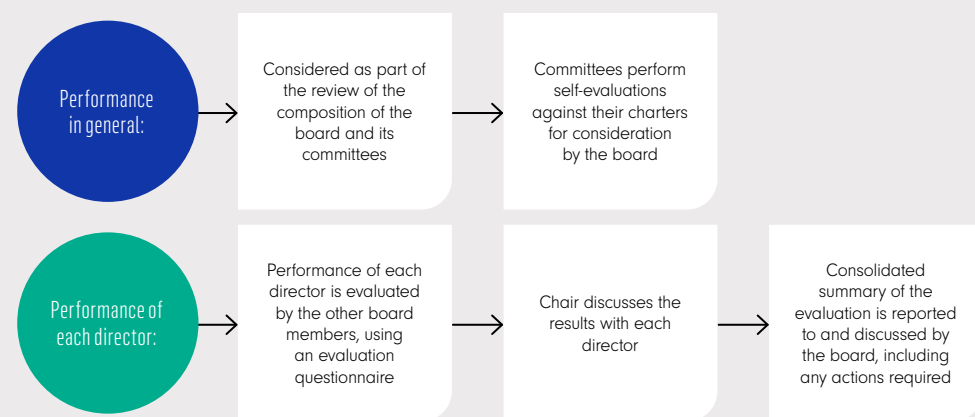 Performance
in general:
Considered as part of
the review of the
composition of the
board and its
committees
Committees perform
self-evaluations
against their charters
for consideration
by the board
Performance of
each director:
Performance of each
director is evaluated
by the other board
members, using
an evaluation
questionnaire
Chair discusses the
results with each
director
Consolidated
summary of the
evaluation is reported
to and discussed by
the board, including
any actions required